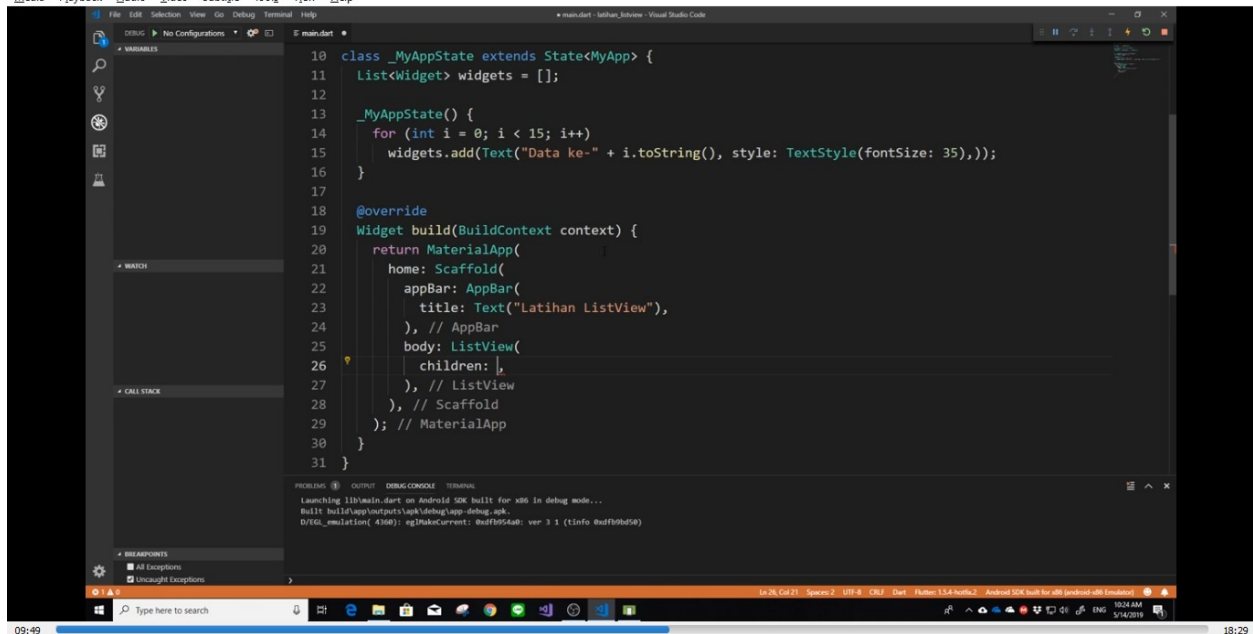 File Edit Selection View Go Debug Terminal Help
● main.dart - latihan_listview - Visual Studio Code
DEBUG No Configurations
main.dart ●
VARIABLES
WATCH
CALL STACK
BREAKPOINTS
All Exceptions
Uncaught Exceptions
10 class _MyAppState extends State<MyApp> {
11 List<Widget> widgets = [];
12
13 _MyAppState() {
14 for (int i = 0; i < 15; i++)
15 widgets.add(Text("Data ke-" + i.toString(), style: TextStyle(fontSize: 35),));
16 }
17
18 @override
19 Widget build(BuildContext context) {
20 return MaterialApp(
21 home: Scaffold(
22 appBar: AppBar(
23 title: Text("Latihan ListView"),
24 ), // AppBar
25 body: ListView(
26 children: ,
27 ), // ListView
28 ), // Scaffold
29 ); // MaterialApp
30 }
31 }
PROBLEMS 1 OUTPUT DEBUG CONSOLE TERMINAL
Launching lib\main.dart on Android SDK built for x86 in debug mode...
Built build\app\outputs\apk\debug\app-debug.apk.
D/EGL_emulation( 4360): eglMakeCurrent: 0xdfb954a0: ver 3 1 (tinfo 0xdfb9bd50)
1 0
Ln 26, Col 21 Spaces: 2 UTF-8 CRLF Dart Flutter: 1.5.4-hotfix.2 Android SDK built for x86 (android-x86 Emulator)
Type here to search
ENG
10:24 AM
5/14/2019
09:49
18:29